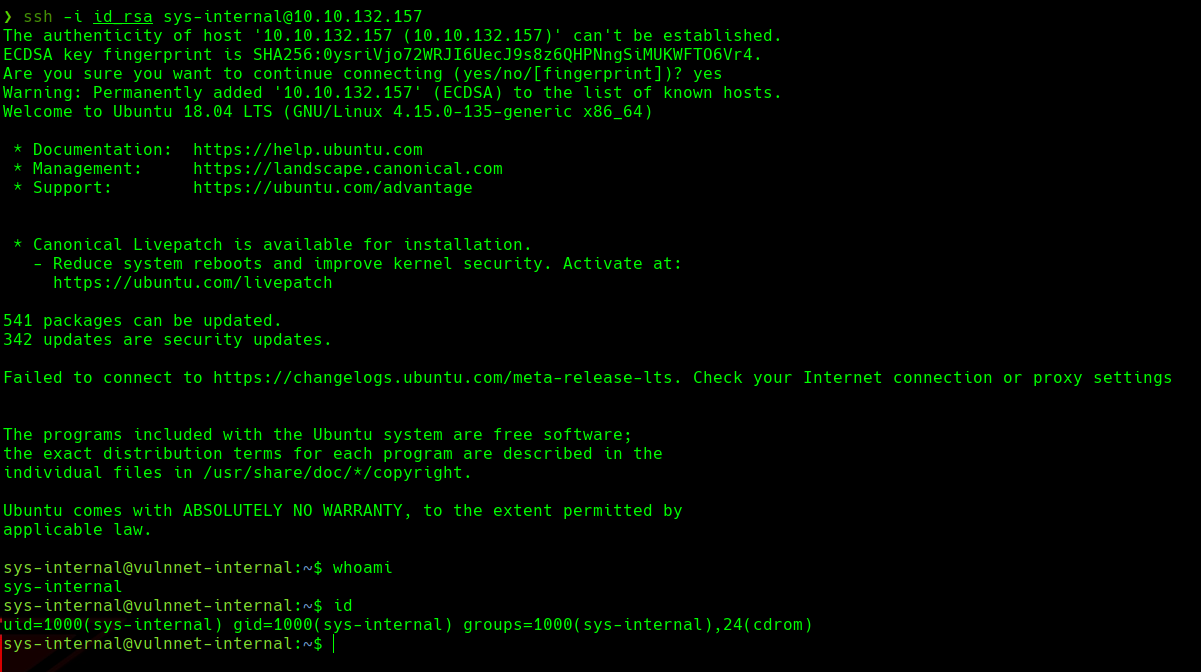 ❯ ssh -i id_rsa sys-internal@10.10.132.157
The authenticity of host '10.10.132.157 (10.10.132.157)' can't be established.
ECDSA key fingerprint is SHA256:0ysriVjo72WRJI6UecJ9s8z6QHPNngSiMUKWFTO6Vr4.
Are you sure you want to continue connecting (yes/no/[fingerprint])? yes
Warning: Permanently added '10.10.132.157' (ECDSA) to the list of known hosts.
Welcome to Ubuntu 18.04 LTS (GNU/Linux 4.15.0-135-generic x86_64)
 * Documentation:  https://help.ubuntu.com
 * Management:     https://landscape.canonical.com
 * Support:        https://ubuntu.com/advantage
 * Canonical Livepatch is available for installation.
   - Reduce system reboots and improve kernel security. Activate at:
     https://ubuntu.com/livepatch
541 packages can be updated.
342 updates are security updates.
Failed to connect to https://changelogs.ubuntu.com/meta-release-lts. Check your Internet connection or proxy settings
The programs included with the Ubuntu system are free software;
the exact distribution terms for each program are described in the
individual files in /usr/share/doc/*/copyright.
Ubuntu comes with ABSOLUTELY NO WARRANTY, to the extent permitted by
applicable law.
sys-internal@vulnnet-internal:~$ whoami
sys-internal
sys-internal@vulnnet-internal:~$ id
uid=1000(sys-internal) gid=1000(sys-internal) groups=1000(sys-internal),24(cdrom)
sys-internal@vulnnet-internal:~$